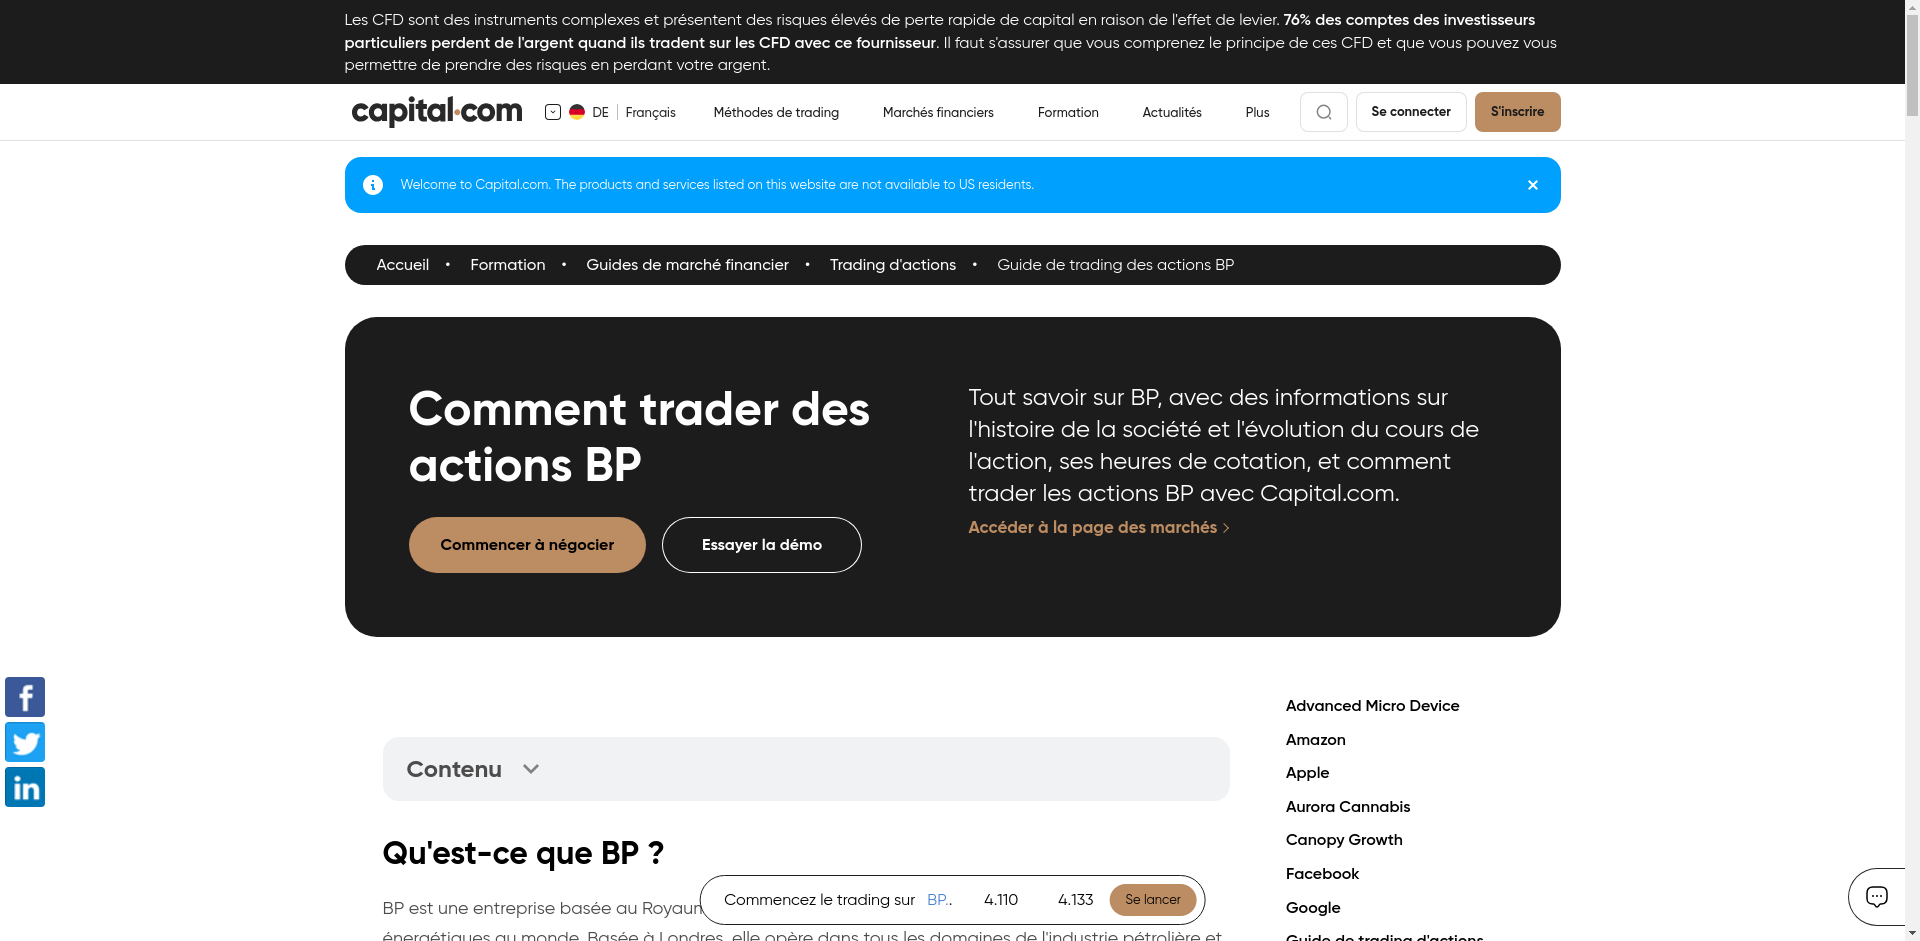 Les CFD sont des instruments complexes et présentent des risques élevés de perte rapide de capital en raison de l'effet de levier. 76% des comptes des investisseurs
particuliers perdent de l'argent quand ils tradent sur les CFD avec ce fournisseur. Il faut s'assurer que vous comprenez le principe de ces CFD et que vous pouvez vous
permettre de prendre des risques en perdant votre argent.
capital.com
DE
Français
Méthodes de trading
Marchés financiers
Formation
Actualités
Plus
Se connecter
S'inscrire
Welcome to Capital.com. The products and services listed on this website are not available to US residents.
Accueil • Formation • Guides de marché financier • Trading d'actions • Guide de trading des actions BP
Comment trader des
actions BP
Commencer à négocier
Essayer la démo
Tout savoir sur BP, avec des informations sur
l'histoire de la société et l'évolution du cours de
l'action, ses heures de cotation, et comment
trader les actions BP avec Capital.com.
Accéder à la page des marchés
Contenu
Qu'est-ce que BP ?
BP est une entreprise basée au
énergétiques au monde. Basée à Londres, elle opère dans tous les domaines de l'industrie pétrolière et
Advanced Micro Device
Amazon
Apple
Aurora Cannabis
Canopy Growth
Facebook
Google
Guide de trading d'actions
Commencez le trading sur BP.. 4.110 4.133 Se lancer